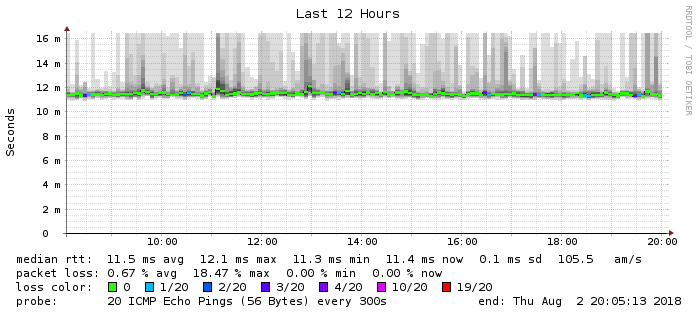 Last 12 Hours
RRDTOOL / TOBI OETIKER
Seconds
16 m
14 m
12 m
10 m
8 m
6 m
4 m
2 m
0
10:00 12:00 14:00 16:00 18:00 20:00
median rtt: 11.5 ms avg 12.1 ms max 11.3 ms min 11.4 ms now 0.1 ms sd 105.5 am/s
packet loss: 0.67 % avg 18.47 % max 0.00 % min 0.00 % now
loss color: 0 1/20 2/20 3/20 4/20 10/20 19/20
probe: 20 ICMP Echo Pings (56 Bytes) every 300s end: Thu Aug 2 20:05:13 2018